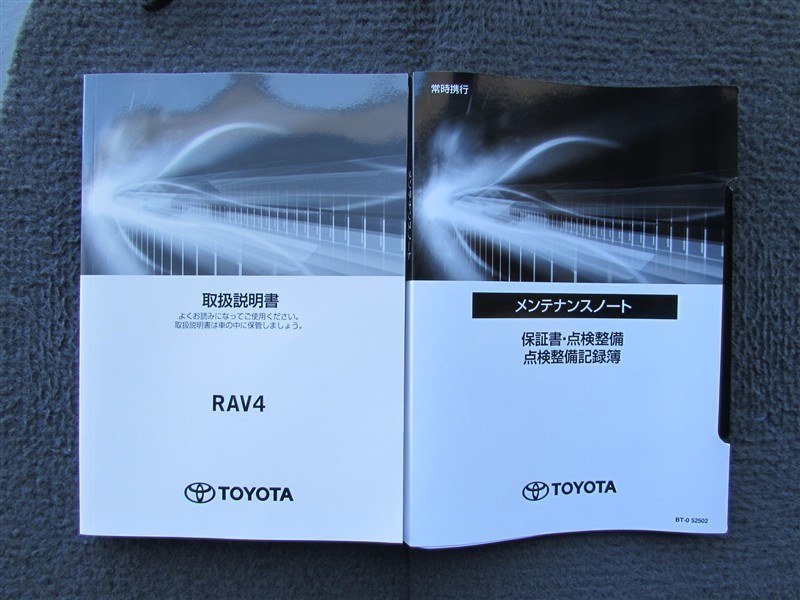 取扱説明書
よくお読みになってご使用ください。
取扱説明書は車の中に保管しましょう。
RAV4
TOYOTA
常時携行
メンテナンスノート
保証書・点検整備
点検整備記録簿
TOYOTA
BT-0 52502